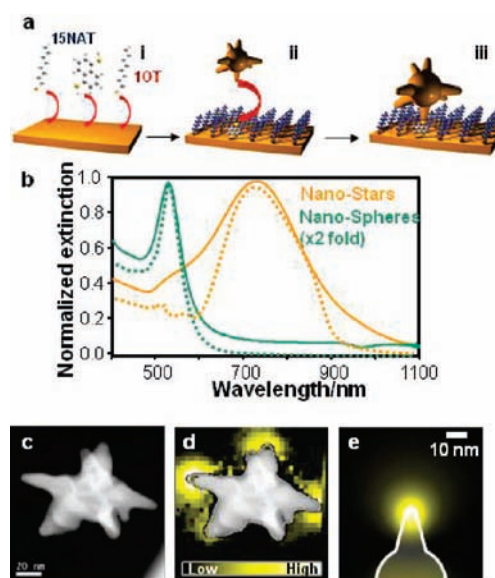 a
15NAT
i
10T
ii
iii
b
Normalized extinction
1.0
0.8
0.6
0.4
0.2
0.0
Nano-Stars
Nano-Spheres
(x2 fold)
500
700
900
1100
Wavelength/nm
c
20 nm
d
Low
High
e
10 nm